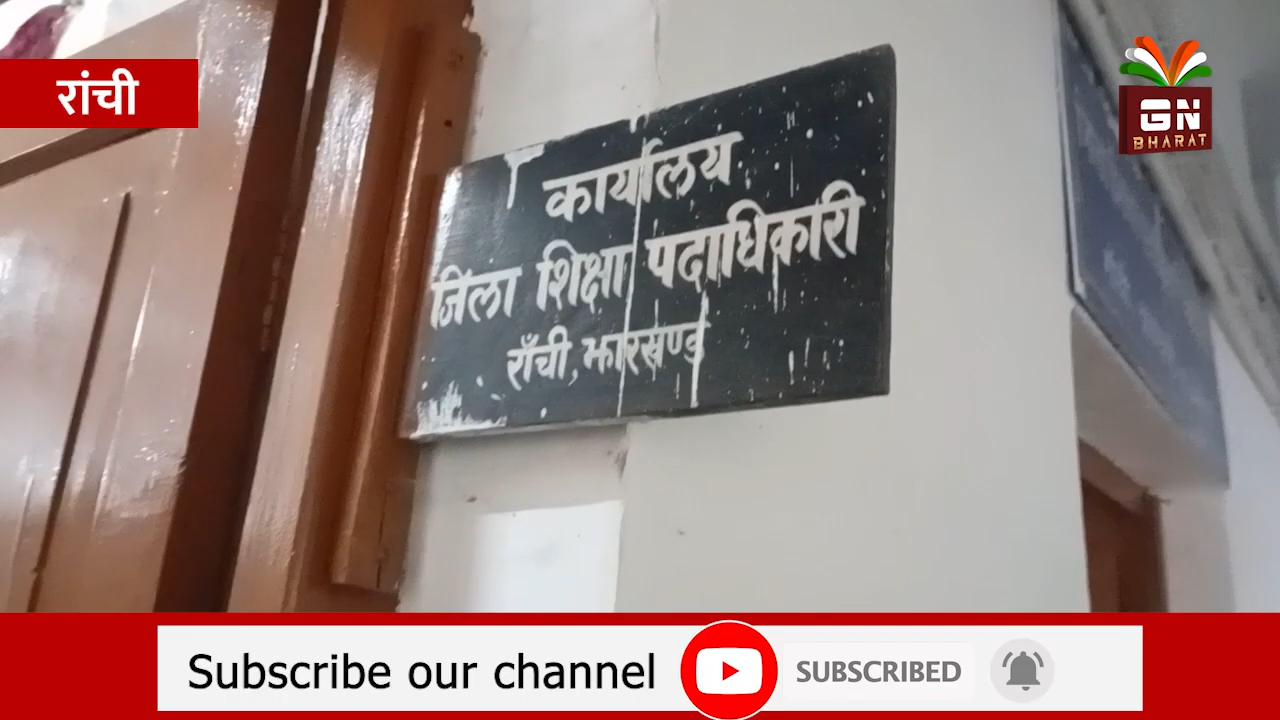 रांची
GN
BHARAT
कार्यालय
जिला शिक्षा पदाधिकारी
राँची, झारखण्ड
Subscribe our channel
SUBSCRIBED